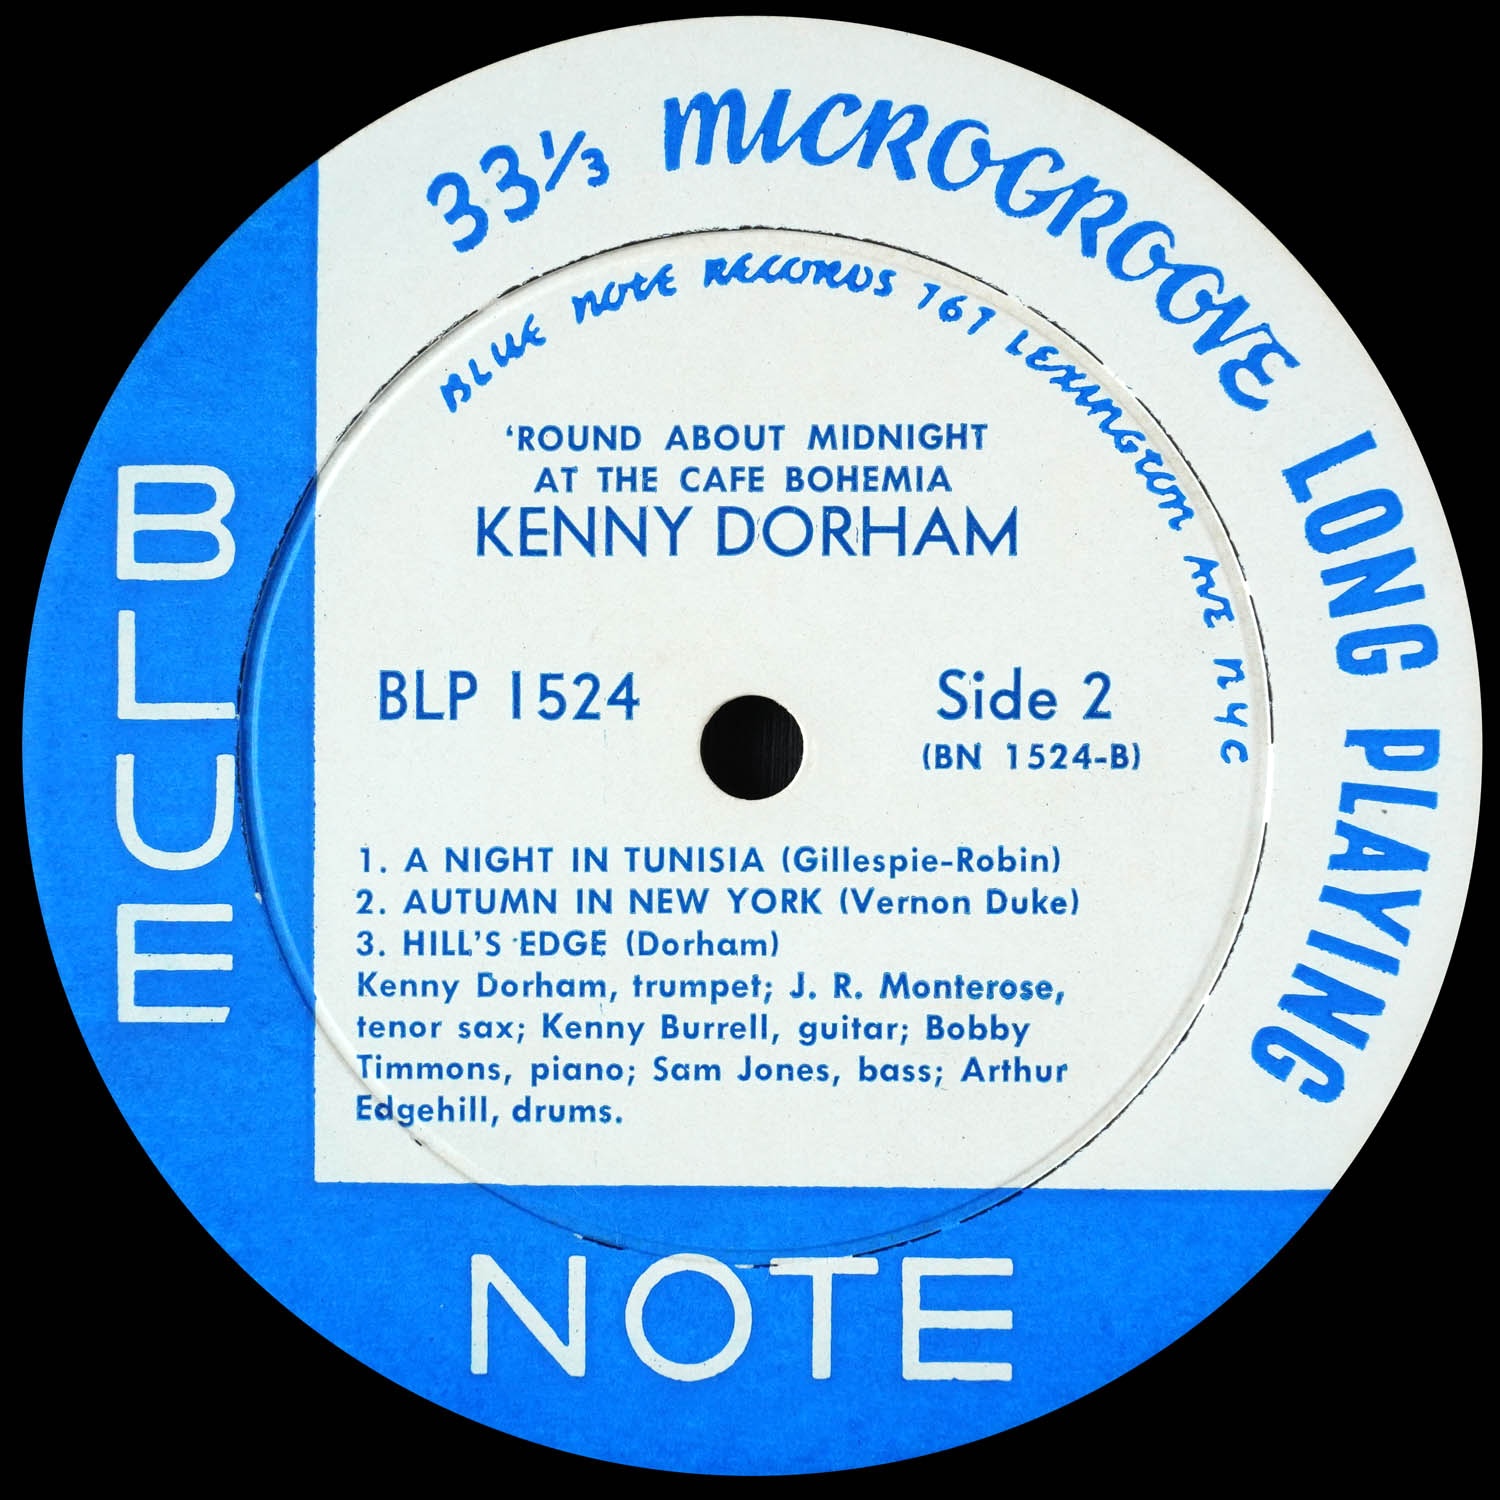 33 1/3 MICROGROOVE LONG PLAYING
BLUE NOTE RECORDS 767 LEXINGTON AVE NYC
'ROUND ABOUT MIDNIGHT
AT THE CAFE BOHEMIA
KENNY DORHAM
BLP 1524
Side 2
(BN 1524-B)
1. A NIGHT IN TUNISIA (Gillespie-Robin)
2. AUTUMN IN NEW YORK (Vernon Duke)
3. HILL'S EDGE (Dorham)
Kenny Dorham, trumpet; J. R. Monterose,
tenor sax; Kenny Burrell, guitar; Bobby
Timmons, piano; Sam Jones, bass; Arthur
Edgehill, drums.
BLUE
NOTE